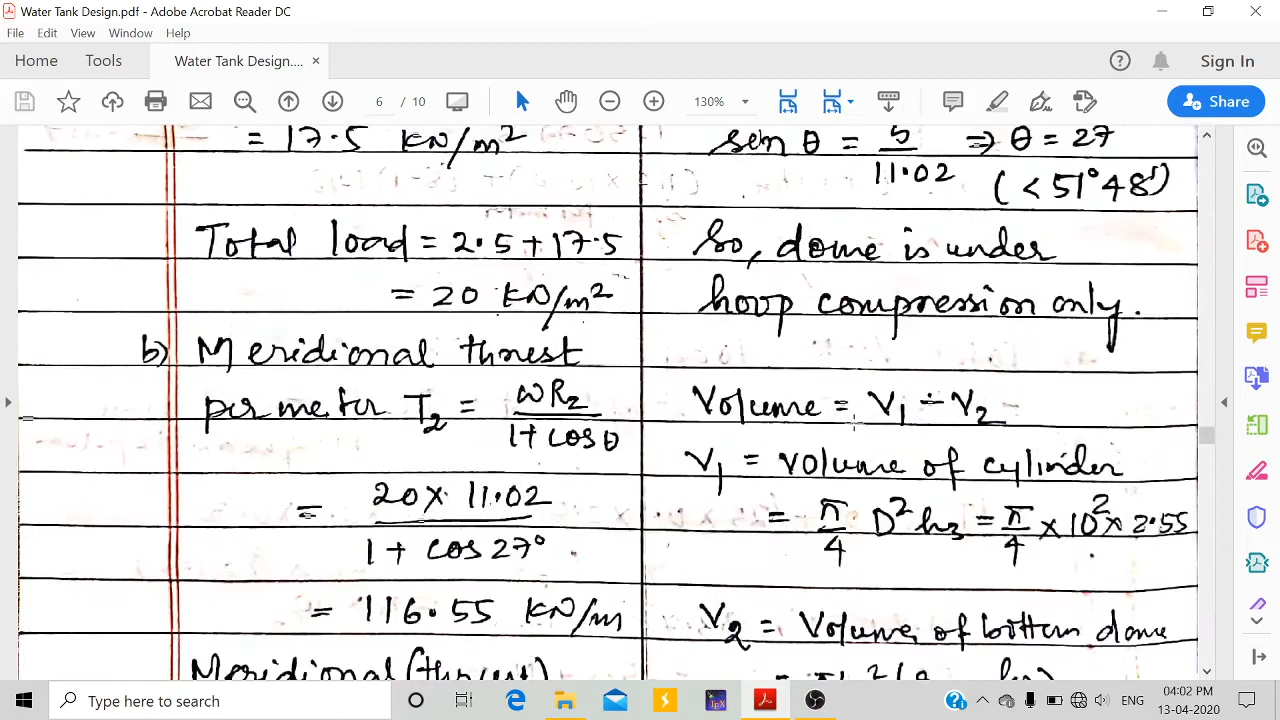 Water Tank Design.pdf - Adobe Acrobat Reader DC
File Edit View Window Help
Home Tools Water Tank Design.... × Sign In
6 / 10 130% Share
= 17.5 KN/m²
Total load = 2.5+17.5
= 20 KN/m²
b) Meridional thrust
per meter T₂ = ωR₂ / 1+cosθ
= 20 × 11.02 / 1 + cos 27°
= 116.55 KN/m
Meridional (thrust)
sin θ = 5 / 11.02 ⇒ θ = 27
(< 51° 48')
So, dome is under
hoop compression only.
Volume = V₁ - V₂
V₁ = Volume of cylinder
= π/4 D² h₃ = π/4 × 10² × 2.55
V₂ = Volume of bottom dome
Type here to search
ENG
04:02 PM
13-04-2020